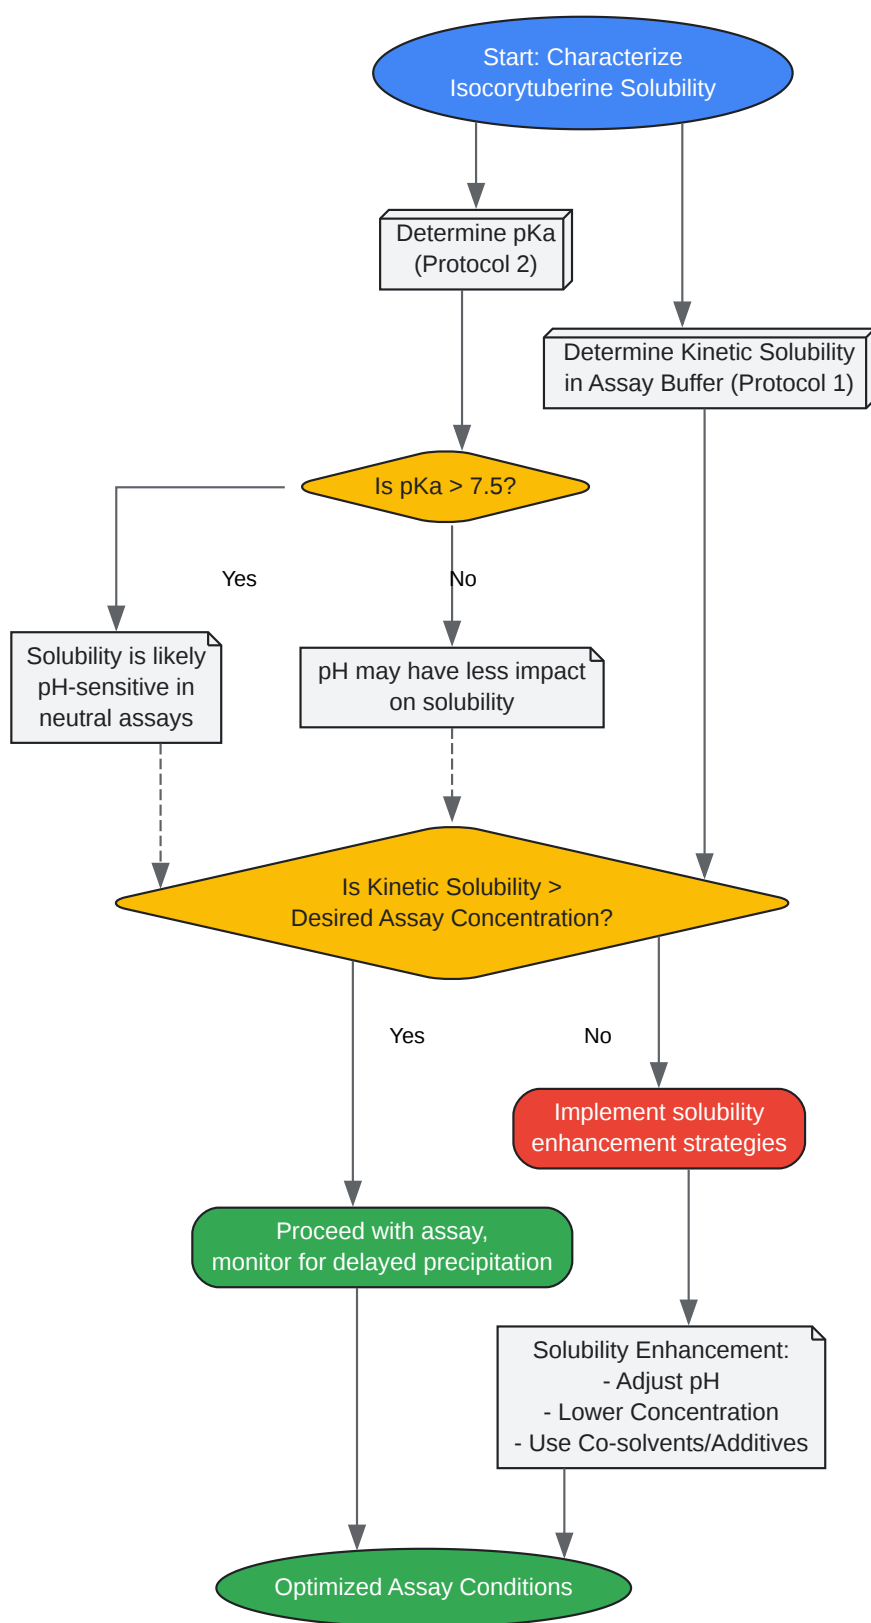 Start: Characterize
Isocorytuberine Solubility
Determine pKa
(Protocol 2)
Determine Kinetic Solubility
in Assay Buffer (Protocol 1)
Is pKa > 7.5?
Yes
No
Solubility is likely
pH-sensitive in
neutral assays
pH may have less impact
on solubility
Is Kinetic Solubility >
Desired Assay Concentration?
Yes
No
Implement solubility
enhancement strategies
Proceed with assay,
monitor for delayed precipitation
Solubility Enhancement:
- Adjust pH
- Lower Concentration
- Use Co-solvents/Additives
Optimized Assay Conditions